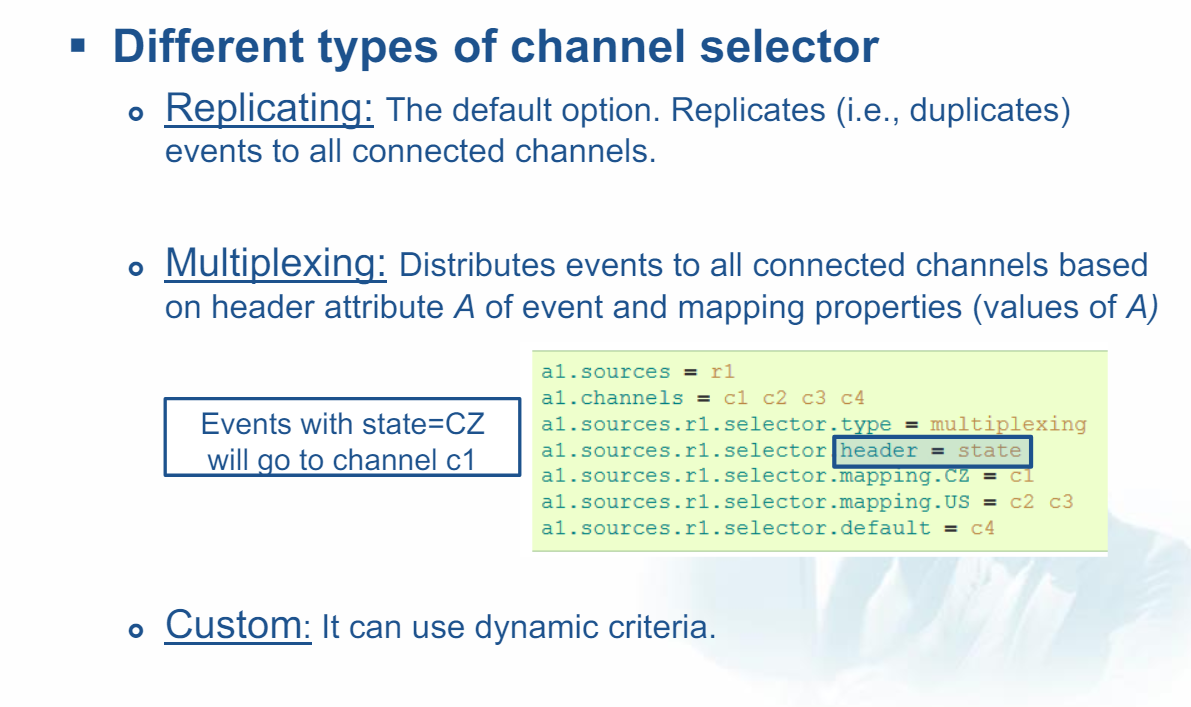 ▪ Different types of channel selector
Replicating: The default option. Replicates (i.e., duplicates)
events to all connected channels.
Multiplexing: Distributes events to all connected channels based
on header attribute A of event and mapping properties (values of A)
Events with state=CZ
will go to channel c1
a1.sources = r1
a1.channels = c1 c2 c3 c4
a1.sources.r1.selector.type = multiplexing
a1.sources.r1.selector.header = state
a1.sources.r1.selector.mapping.CZ = c1
a1.sources.r1.selector.mapping.US = c2 c3
a1.sources.r1.selector.default = c4
Custom: It can use dynamic criteria.